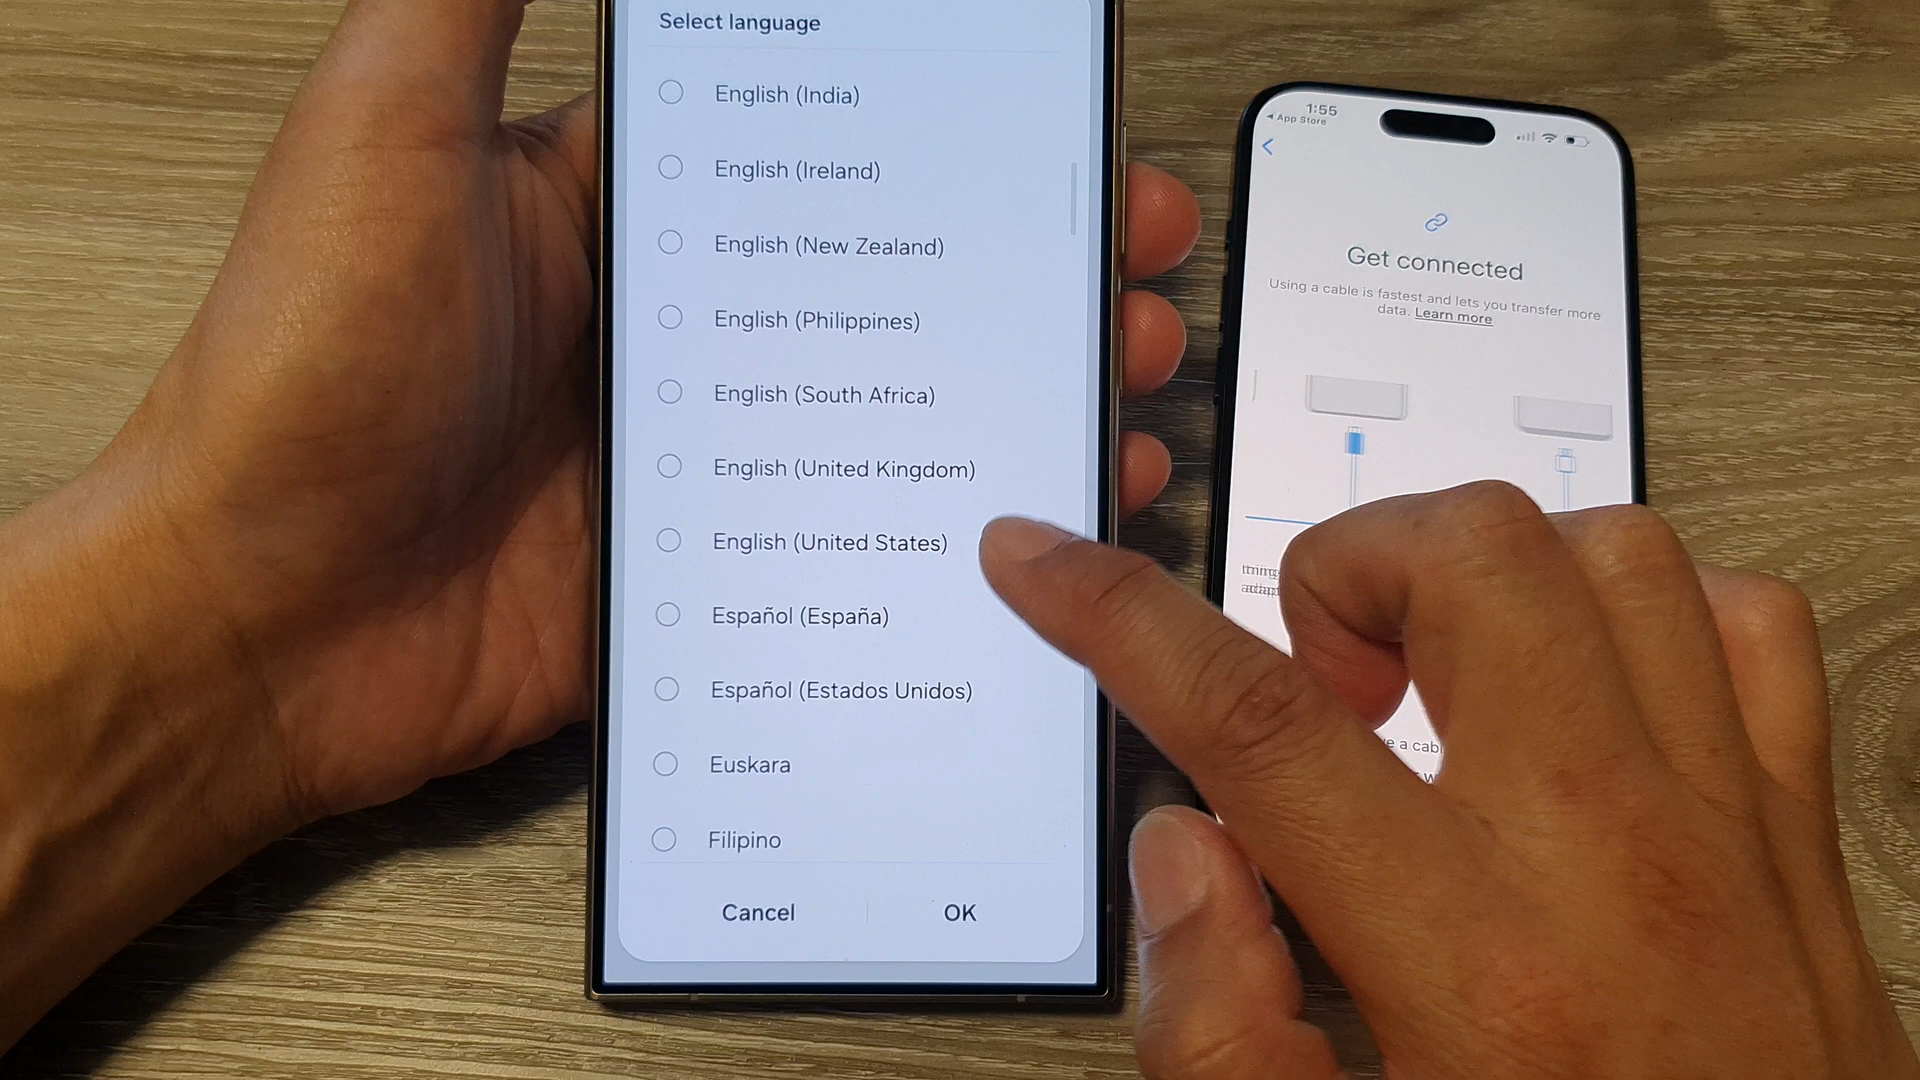 Select language
English (India)
English (Ireland)
English (New Zealand)
English (Philippines)
English (South Africa)
English (United Kingdom)
English (United States)
Español (España)
Español (Estados Unidos)
Euskara
Filipino
Cancel OK
1:55
◄ App Store
Get connected
Using a cable is fastest and lets you transfer more
data. Learn more
e a cab